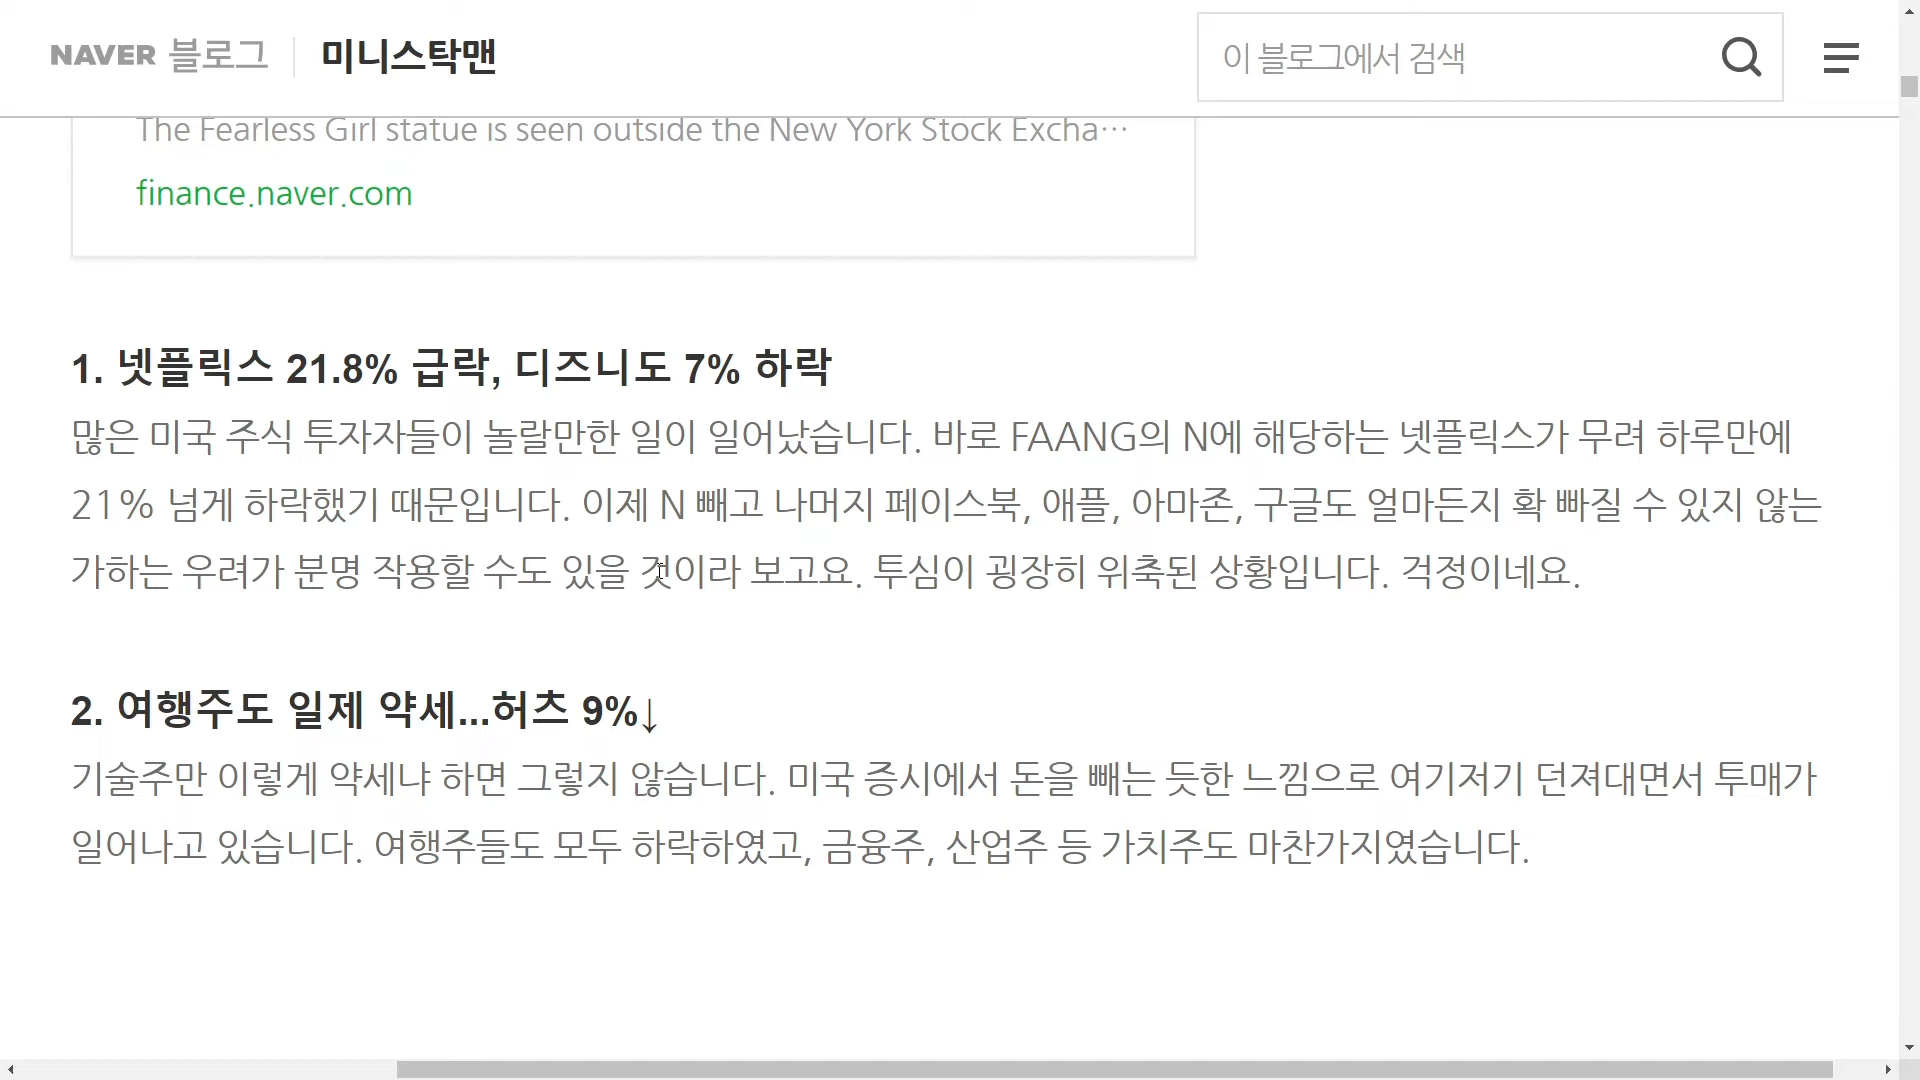 NAVER 블로그 미니스탁맨 이 블로그에서 검색
The Fearless Girl statue is seen outside the New York Stock Excha…
finance.naver.com
1. 넷플릭스 21.8% 급락, 디즈니도 7% 하락
많은 미국 주식 투자자들이 놀랄만한 일이 일어났습니다. 바로 FAANG의 N에 해당하는 넷플릭스가 무려 하루만에
21% 넘게 하락했기 때문입니다. 이제 N 빼고 나머지 페이스북, 애플, 아마존, 구글도 얼마든지 확 빠질 수 있지 않는
가하는 우려가 분명 작용할 수도 있을 것이라 보고요. 투심이 굉장히 위축된 상황입니다. 걱정이네요.
2. 여행주도 일제 약세...허츠 9%↓
기술주만 이렇게 약세냐 하면 그렇지 않습니다. 미국 증시에서 돈을 빼는 듯한 느낌으로 여기저기 던져대면서 투매가
일어나고 있습니다. 여행주들도 모두 하락하였고, 금융주, 산업주 등 가치주도 마찬가지였습니다.